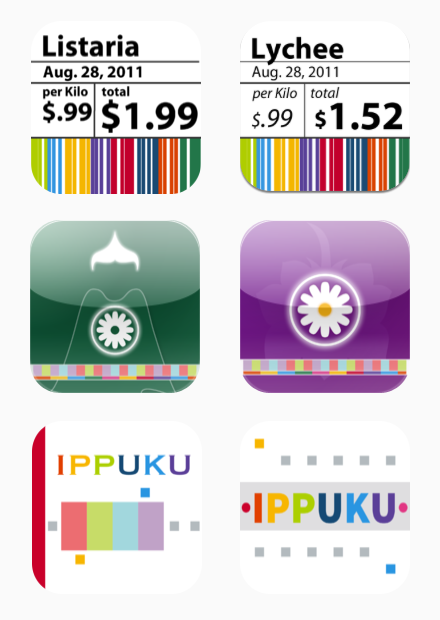 Listaria
Aug. 28, 2011
per Kilo total
$.99 $1.99
Lychee
Aug. 28, 2011
per Kilo total
$.99 $1.52
IPPUKU
IPPUKU